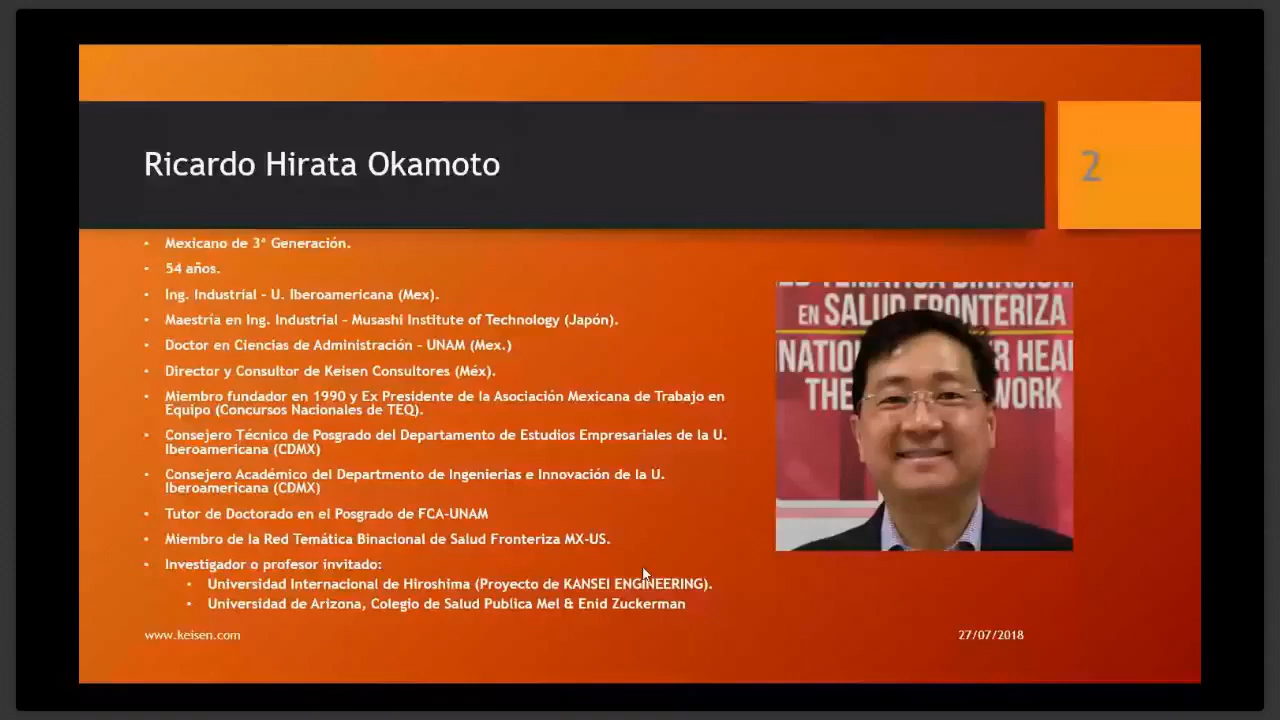 Ricardo Hirata Okamoto
2
• Mexicano de 3ª Generación.
• 54 años.
• Ing. Industrial – U. Iberoamericana (Mex).
• Maestría en Ing. Industrial – Musashi Institute of Technology (Japón).
• Doctor en Ciencias de Administración – UNAM (Mex.)
• Director y Consultor de Keisen Consultores (Méx).
• Miembro fundador en 1990 y Ex Presidente de la Asociación Mexicana de Trabajo en
Equipo (Concursos Nacionales de TEQ).
• Consejero Técnico de Posgrado del Departamento de Estudios Empresariales de la U.
Iberoamericana (CDMX)
• Consejero Académico del Departmento de Ingenierias e Innovación de la U.
Iberoamericana (CDMX)
• Tutor de Doctorado en el Posgrado de FCA-UNAM
• Miembro de la Red Temática Binacional de Salud Fronteriza MX-US.
• Investigador o profesor invitado:
• Universidad Internacional de Hiroshima (Proyecto de KANSEI ENGINEERING).
• Universidad de Arizona, Colegio de Salud Publica Mel & Enid Zuckerman
EN SALUD FRONTERIZA
NATIO R HEA
THE WORK
www.keisen.com
27/07/2018